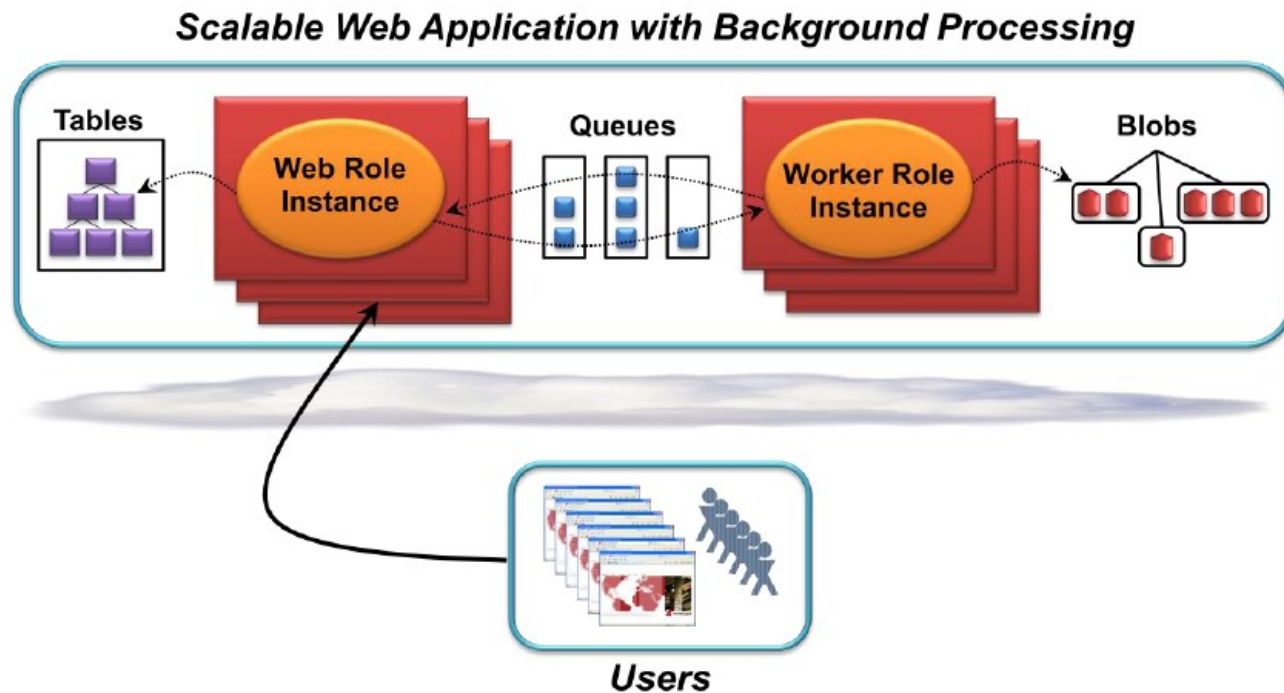 Scalable Web Application with Background Processing
Tables
Web Role
Instance
Queues
Worker Role
Instance
Blobs
Users